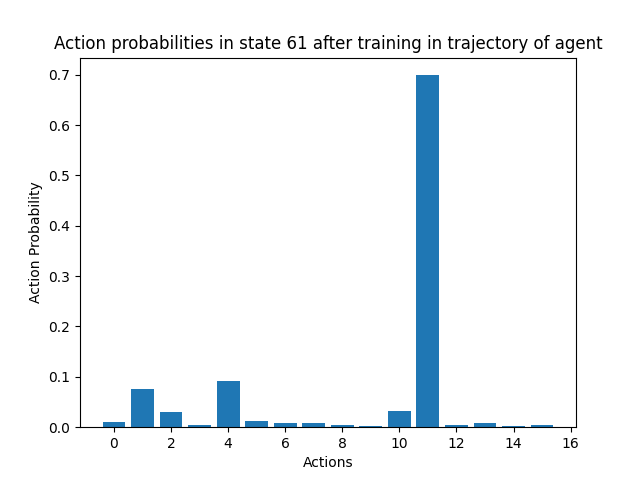 Action probabilities in state 61 after training in trajectory of agent
0.7
0.6
0.5
0.4
0.3
0.2
0.1
0.0
Action Probability
0 2 4 6 8 10 12 14 16
Actions